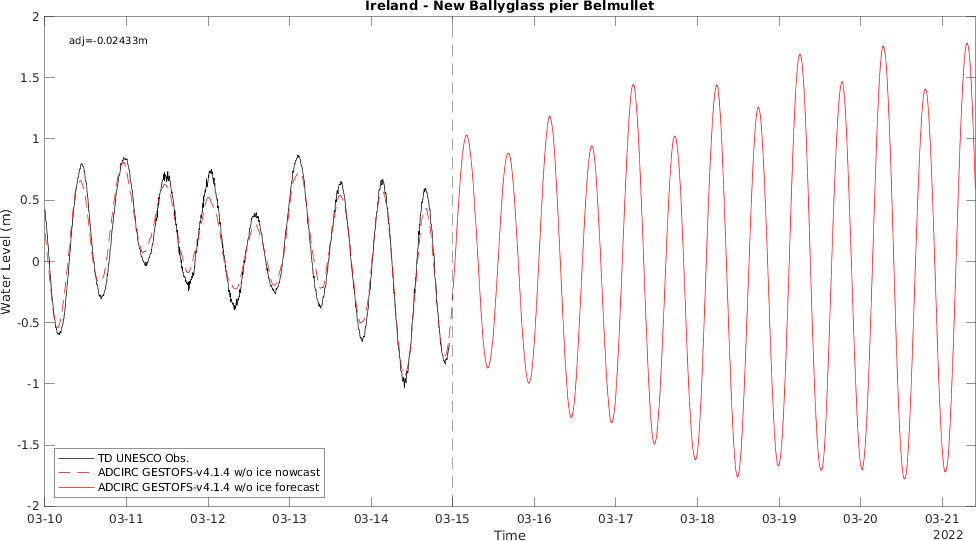 Ireland - New Ballyglass pier Belmullet
adj=-0.02433m
2
1.5
1
0.5
0
-0.5
-1
-1.5
-2
Water Level (m)
TD UNESCO Obs.
ADCIRC GESTOFS-v4.1.4 w/o ice nowcast
ADCIRC GESTOFS-v4.1.4 w/o ice forecast
03-10 03-11 03-12 03-13 03-14 03-15 03-16 03-17 03-18 03-19 03-20 03-21
Time
2022